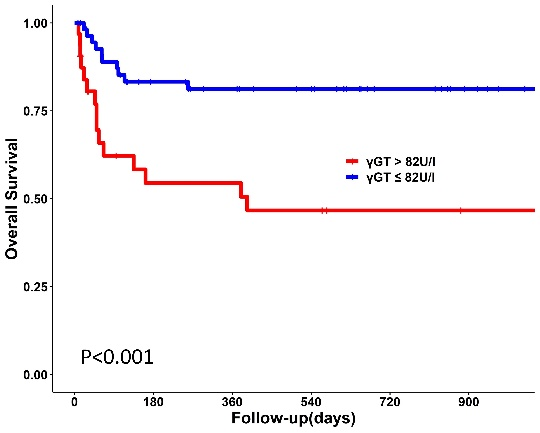 1.00
0.75
0.50
0.25
0.00
Overall Survival
γGT > 82U/l
γGT ≤ 82U/l
P<0.001
0 180 360 540 720 900
Follow-up(days)